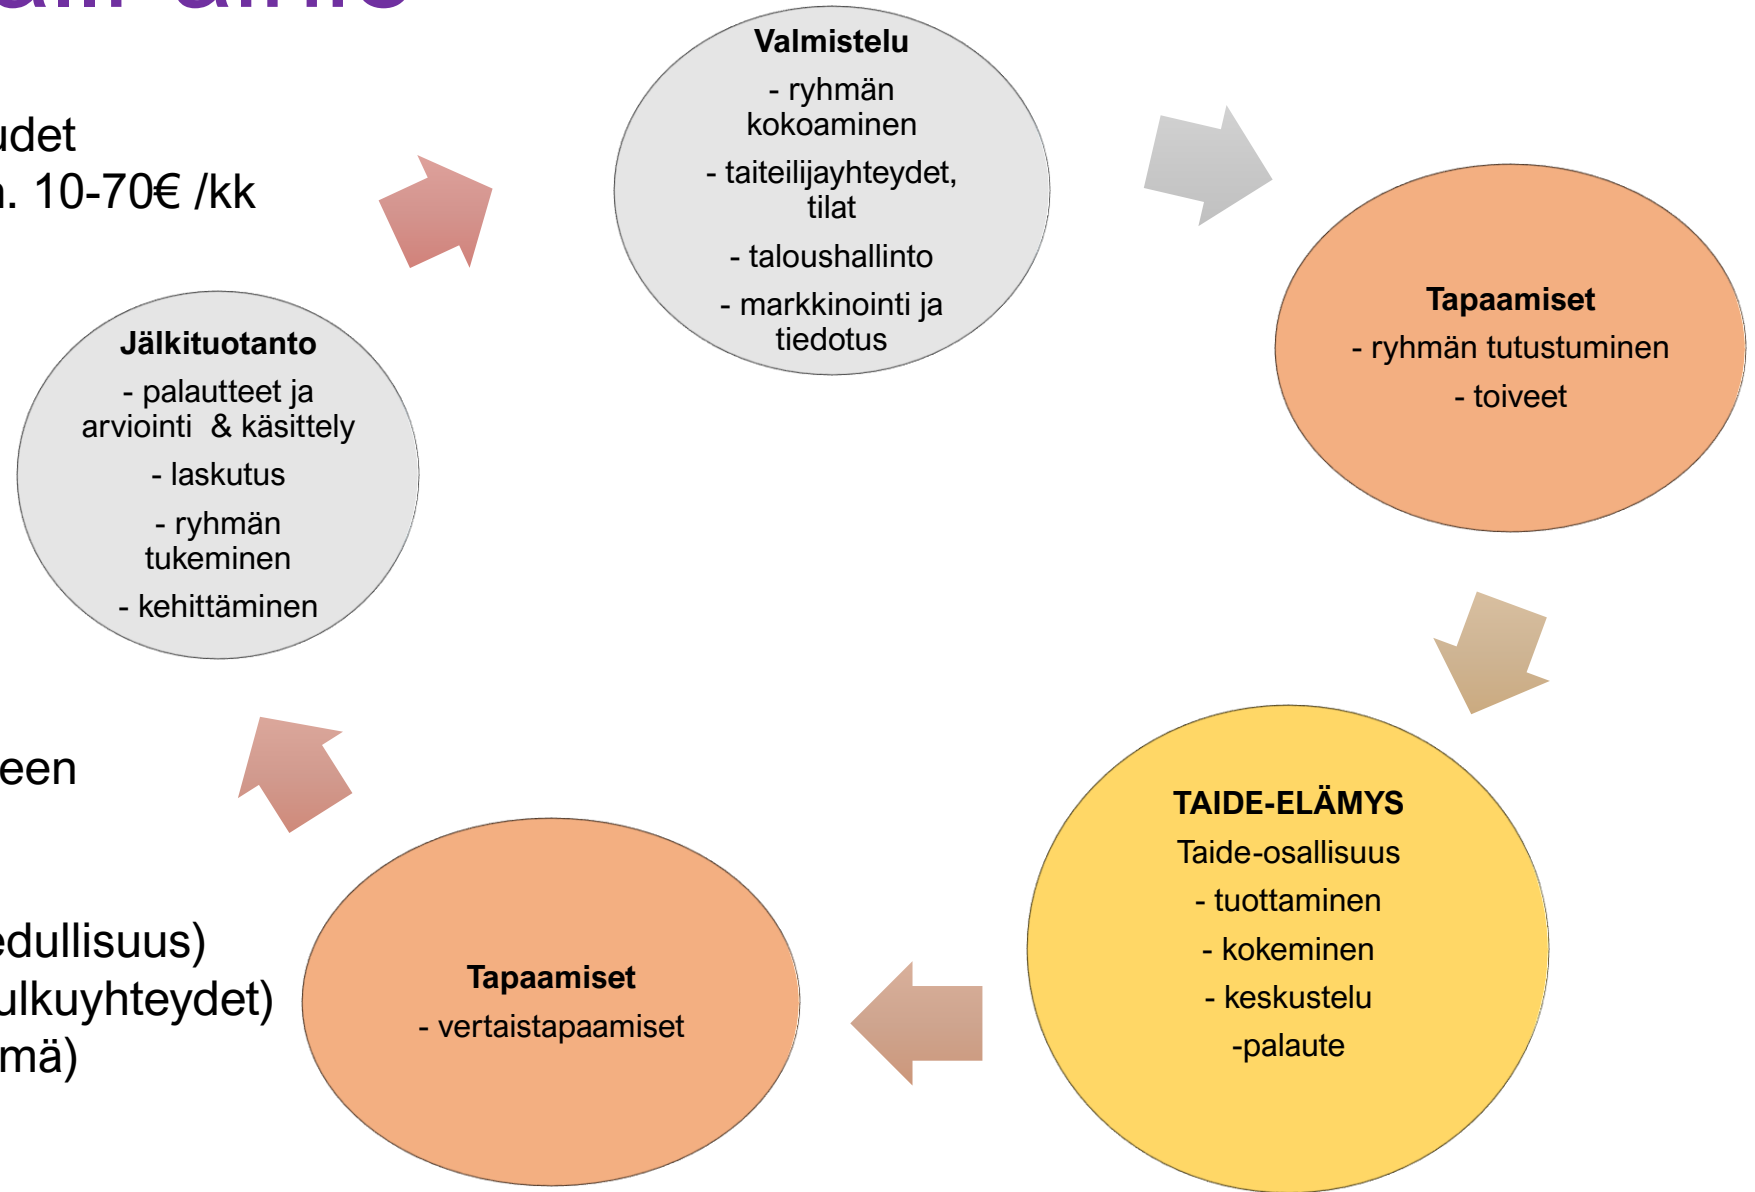 udet
10-70€ /kk
Valmistelu
- ryhmän
kokoaminen
- taiteilijayhteydet,
tilat
- taloushallinto
- markkinointi ja
tiedotus
Tapaamiset
- ryhmän tutustuminen
- toiveet
TAIDE-ELÄMYS
Taide-osallisuus
- tuottaminen
- kokeminen
- keskustelu
-palaute
Tapaamiset
- vertaistapaamiset
Jälkituotanto
- palautteet ja
arviointi & käsittely
- laskutus
- ryhmän
tukeminen
- kehittäminen
een
edullisuus)
ulkuyhteydet)
mä)